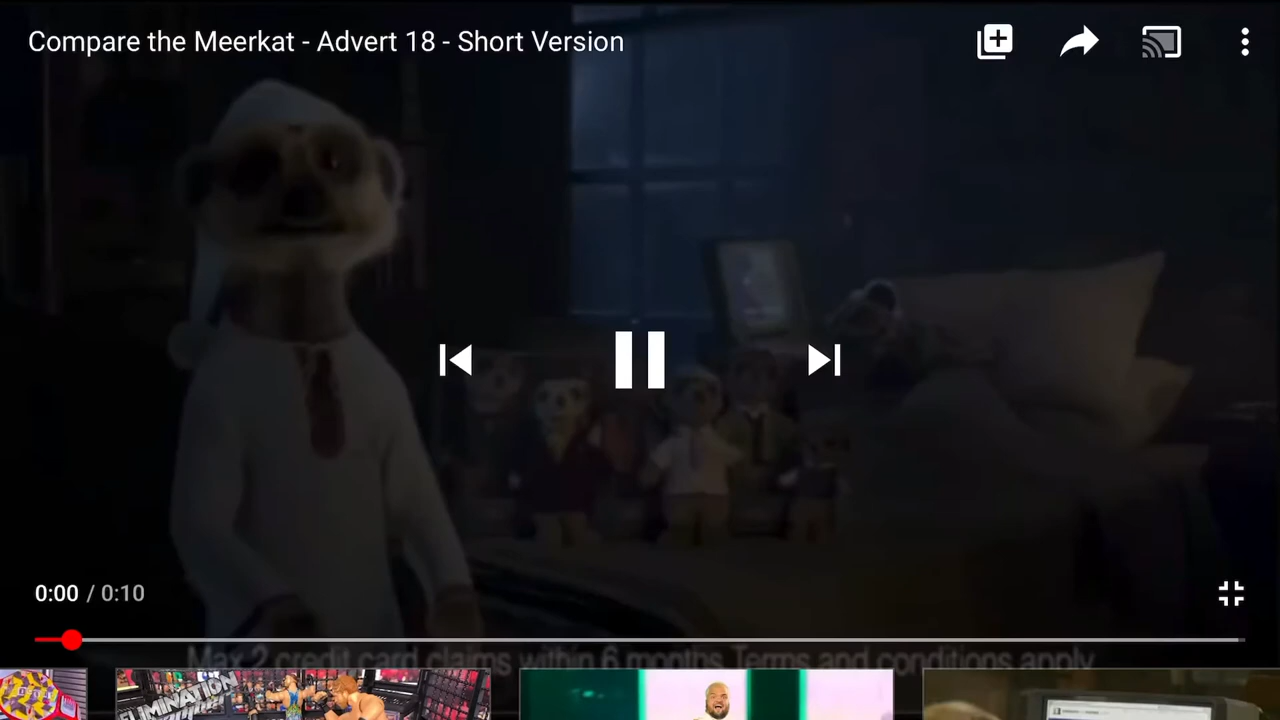 Compare the Meerkat - Advert 18 - Short Version
0:00 / 0:10
Max 2 credit card claims within 6 months Terms and conditions apply
ELIMINATION